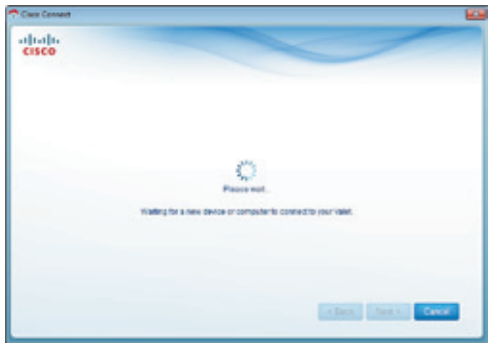 Cisco Connect
CISCO
Please wait...
Waiting for a new device or computer to connect to your Valet.
< Back
Next >
Cancel